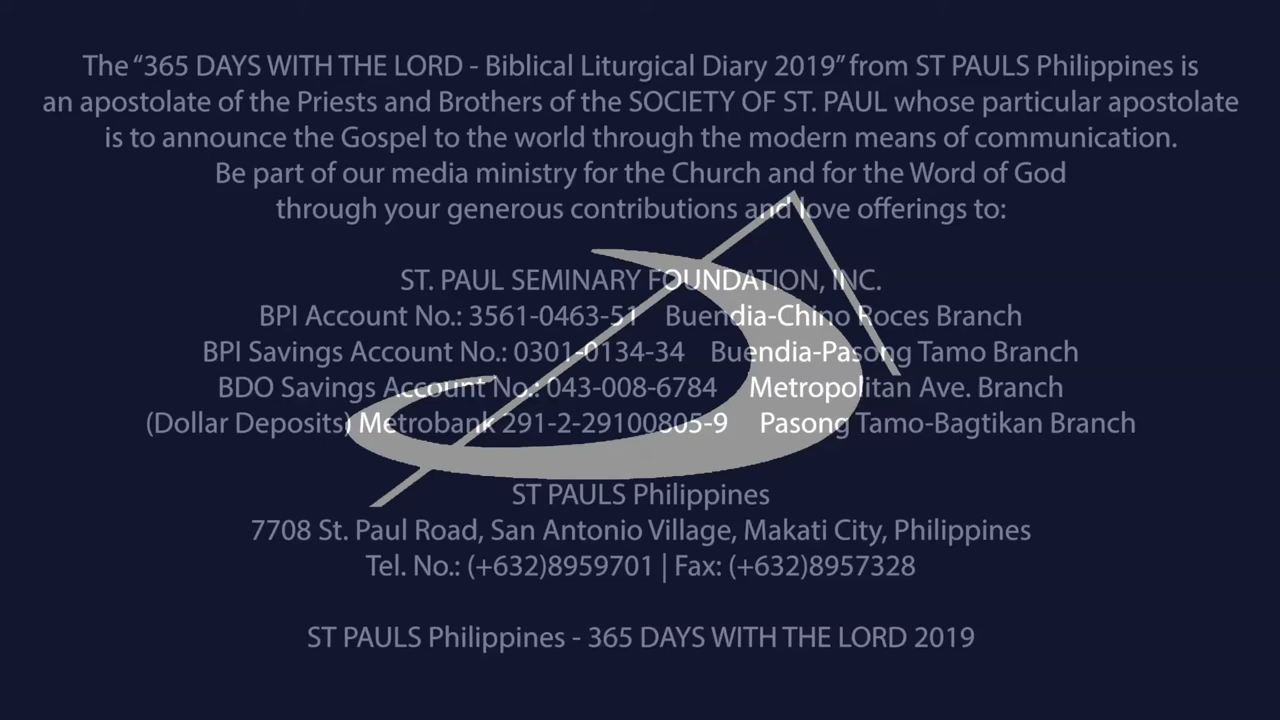 The “365 DAYS WITH THE LORD - Biblical Liturgical Diary 2019” from ST PAULS Philippines is
an apostolate of the Priests and Brothers of the SOCIETY OF ST. PAUL whose particular apostolate
is to announce the Gospel to the world through the modern means of communication.
Be part of our media ministry for the Church and for the Word of God
through your generous contributions and love offerings to:
ST. PAUL SEMINARY FOUNDATION, INC.
BPI Account No.: 3561-0463-51 Buendia-Chino Roces Branch
BPI Savings Account No.: 0301-0134-34 Buendia-Pasong Tamo Branch
BDO Savings Account No.: 043-008-6784 Metropolitan Ave. Branch
(Dollar Deposits) Metrobank 291-2-29100805-9 Pasong Tamo-Bagtikan Branch
ST PAULS Philippines
7708 St. Paul Road, San Antonio Village, Makati City, Philippines
Tel. No.: (+632)8959701 | Fax: (+632)8957328
ST PAULS Philippines - 365 DAYS WITH THE LORD 2019